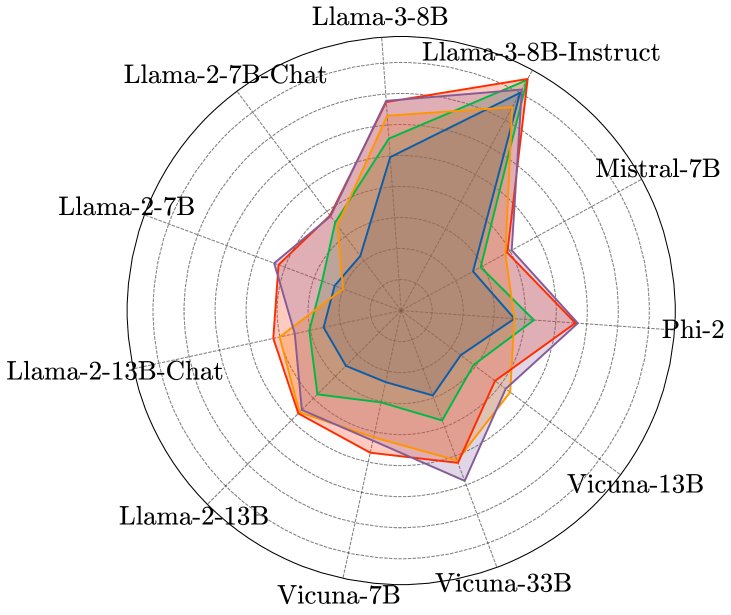 Llama-3-8B
Llama-3-8B-Instruct
Llama-2-7B-Chat
Mistral-7B
Llama-2-7B
Phi-2
Llama-2-13B-Chat
Vicuna-13B
Llama-2-13B
Vicuna-33B
Vicuna-7B